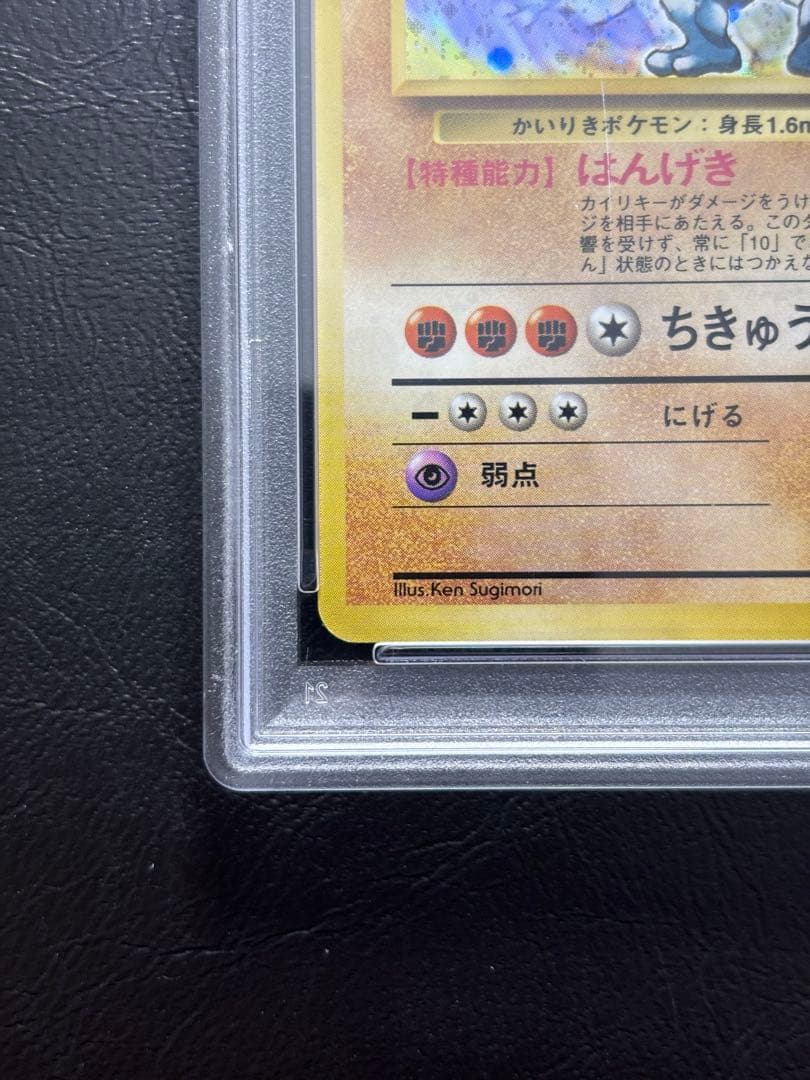 かいりきポケモン：身長1.6m
【特種能力】 はんげき
カイリキーがダメージをうけ
ジを相手にあたえる。このダ
響を受けず、常に「10」で
ん」状態のときにはつかえな
ちきゅう
にげる
弱点
Illus.Ken Sugimori
21